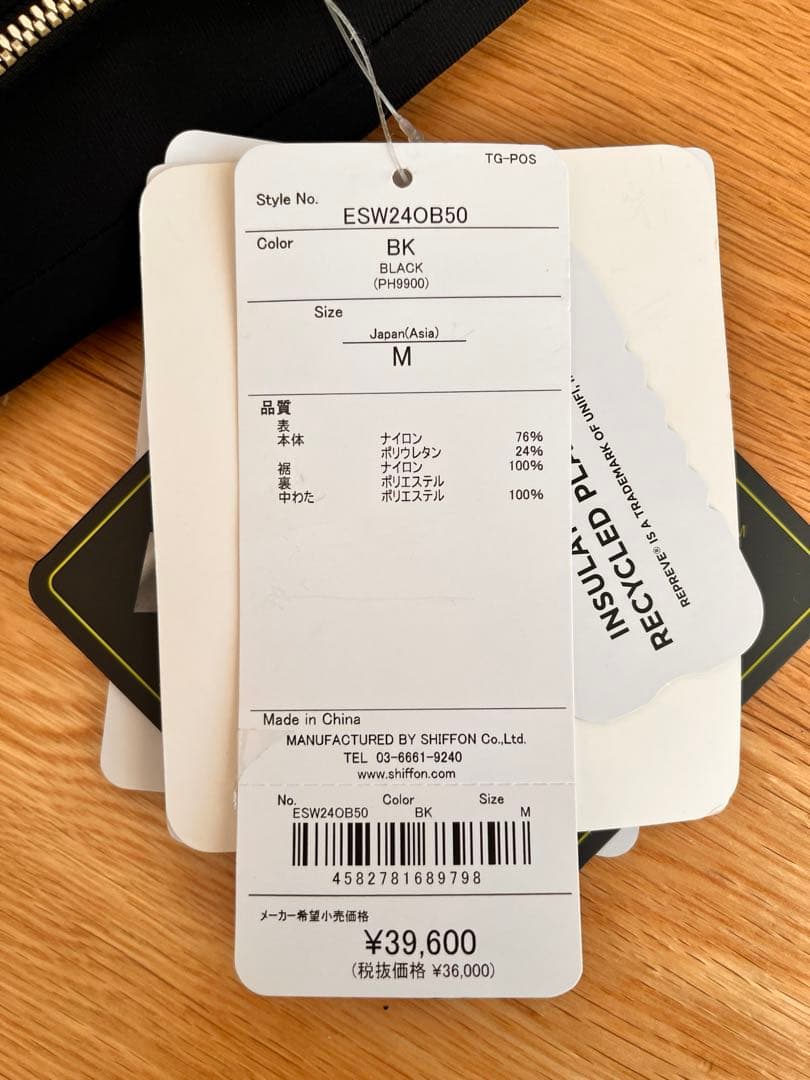 TG-POS
Style No.
ESW24OB50
Color
BK
BLACK
(PH9900)
Size
Japan(Asia)
M
品質
表
本体 ナイロン 76%
ポリウレタン 24%
裾 ナイロン 100%
裏 ポリエステル
中わた ポリエステル 100%
Made in China
MANUFACTURED BY SHIFFON Co.,Ltd.
TEL 03-6661-9240
www.shiffon.com
No. Color Size
ESW24OB50 BK M
4582781689798
メーカー希望小売価格
¥39,600
(税抜価格 ¥36,000)
RECYCLED
REPREVE® IS A TRADEMARK OF UNIFI,